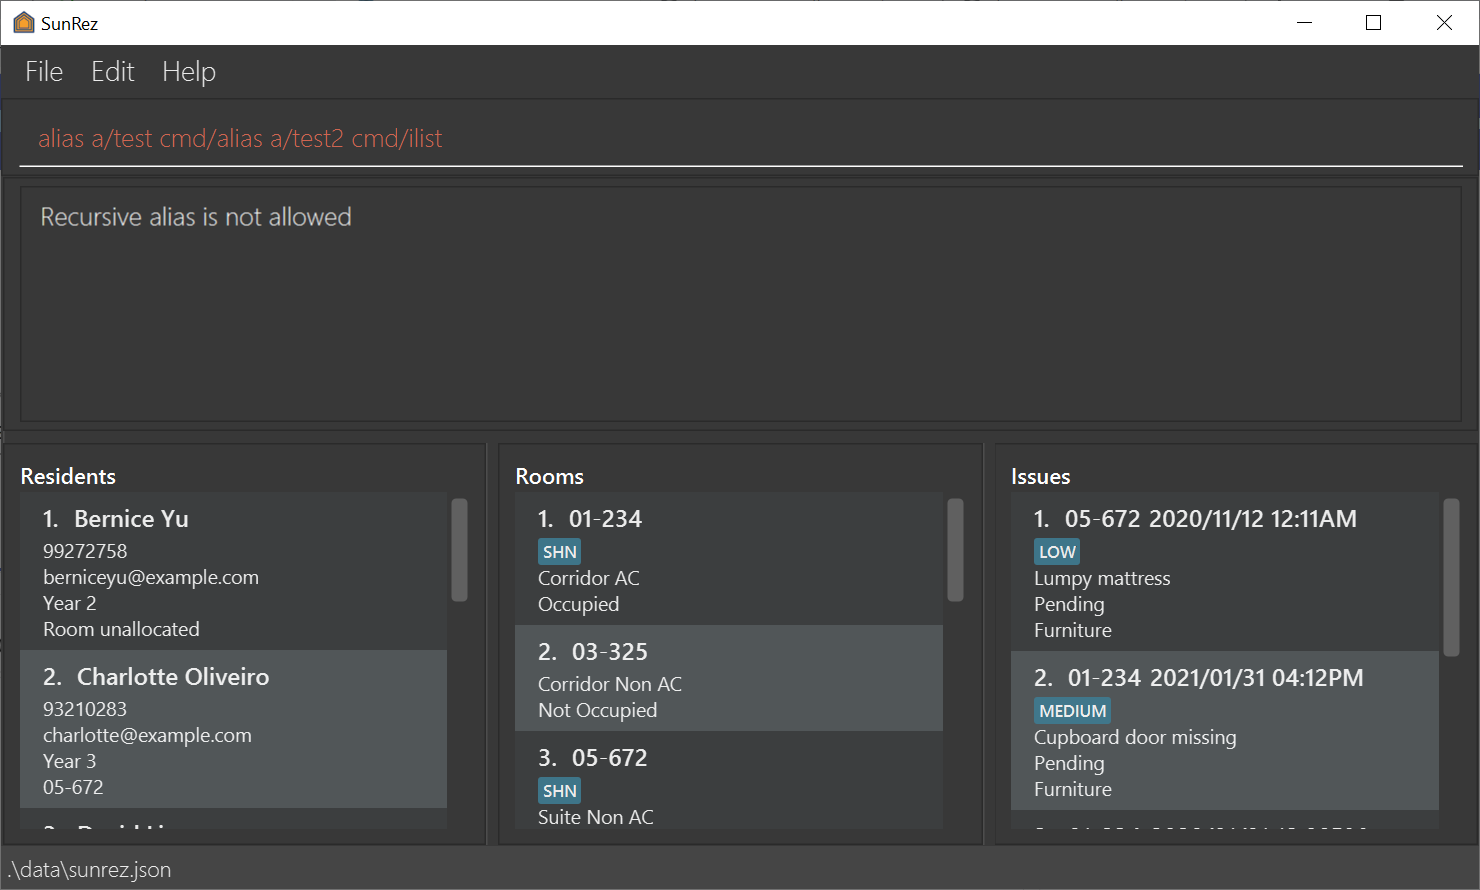 SunRez
File Edit Help
alias a/test cmd/alias a/test2 cmd/ilist
Recursive alias is not allowed
Residents
1. Bernice Yu
99272758
berniceyu@example.com
Year 2
Room unallocated
2. Charlotte Oliveiro
93210283
charlotte@example.com
Year 3
05-672
Rooms
1. 01-234
SHN
Corridor AC
Occupied
2. 03-325
Corridor Non AC
Not Occupied
3. 05-672
SHN
Suite Non AC
Issues
1. 05-672 2020/11/12 12:11AM
LOW
Lumpy mattress
Pending
Furniture
2. 01-234 2021/01/31 04:12PM
MEDIUM
Cupboard door missing
Pending
Furniture
.\data\sunrez.json